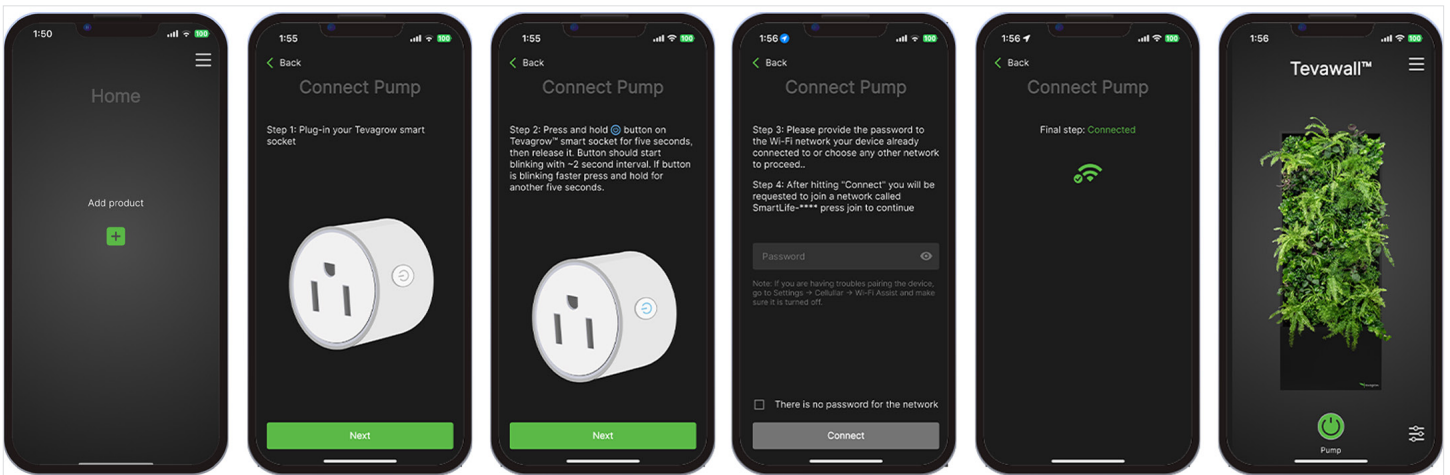 1:50
100
Home
Add product
1:55
100
Back
Connect Pump
Step 1: Plug-in your Tevagrow smart
socket
Next
1:55
100
Back
Connect Pump
Step 2: Press and hold button on
Tevagrow™ smart socket for five seconds,
then release it. Button should start
blinking with ~2 second interval. If button
is blinking faster press and hold for
another five seconds.
Next
1:56
100
Back
Connect Pump
Step 3: Please provide the password to
the Wi-Fi network your device already
connected to or choose any other network
to proceed..
Step 4: After hitting "Connect" you will be
requested to join a network called
SmartLife-**** press join to continue
Password
Note: If you are having troubles pairing the device,
go to Settings → Cellullar → Wi-Fi Assist and make
sure it is turned off.
There is no password for the network
Connect
1:56
100
Back
Final step: Connected
1:56
100
Tevawall™
Pump